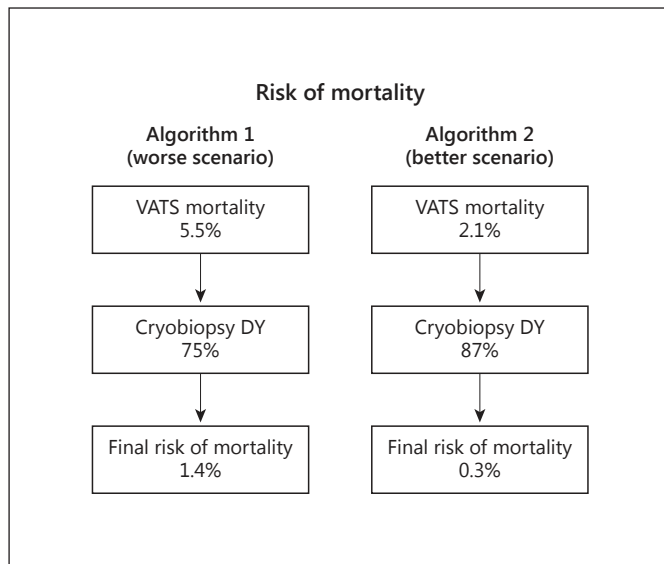 Risk of mortality
Algorithm 1
(worse scenario)
VATS mortality
5.5%
Cryobiopsy DY
75%
Final risk of mortality
1.4%
Algorithm 2
(better scenario)
VATS mortality
2.1%
Cryobiopsy DY
87%
Final risk of mortality
0.3%